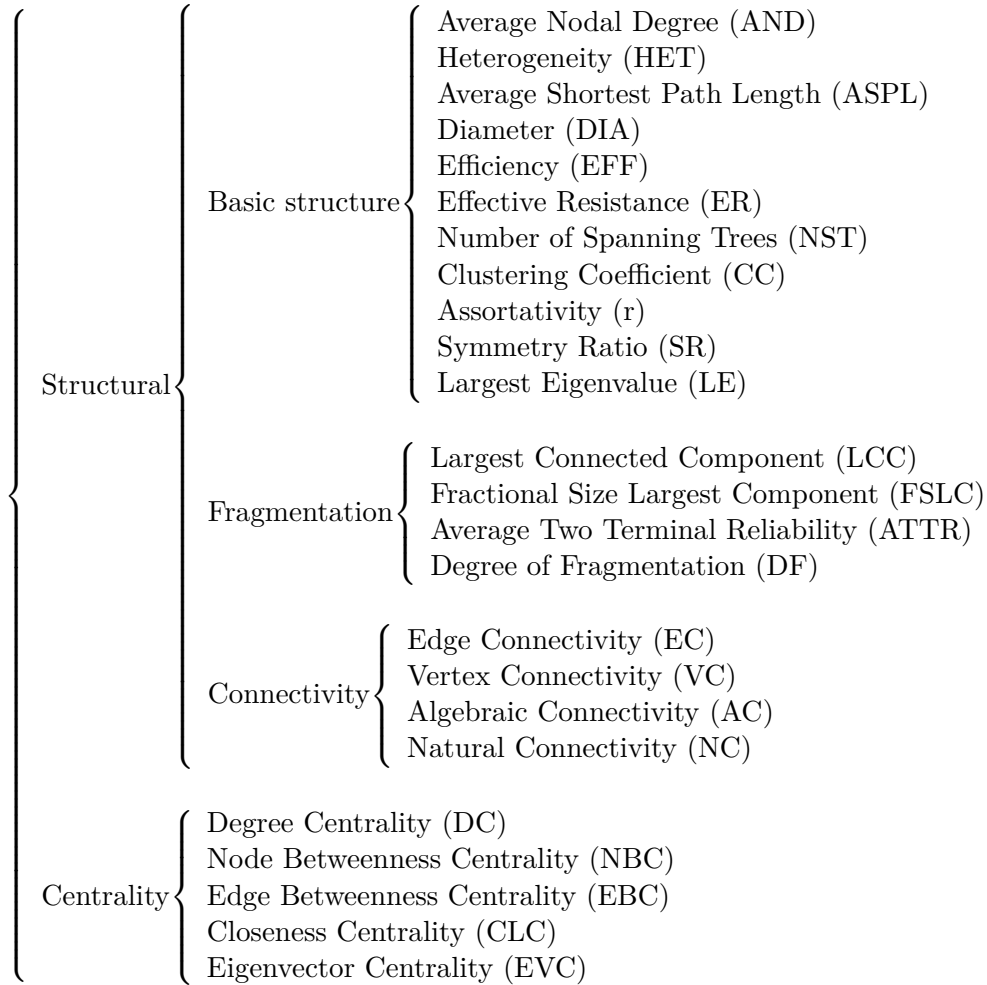 Structural
Basic structure
Average Nodal Degree (AND)
Heterogeneity (HET)
Average Shortest Path Length (ASPL)
Diameter (DIA)
Efficiency (EFF)
Effective Resistance (ER)
Number of Spanning Trees (NST)
Clustering Coefficient (CC)
Assortativity (r)
Symmetry Ratio (SR)
Largest Eigenvalue (LE)
Fragmentation
Largest Connected Component (LCC)
Fractional Size Largest Component (FSLC)
Average Two Terminal Reliability (ATTR)
Degree of Fragmentation (DF)
Connectivity
Edge Connectivity (EC)
Vertex Connectivity (VC)
Algebraic Connectivity (AC)
Natural Connectivity (NC)
Centrality
Degree Centrality (DC)
Node Betweenness Centrality (NBC)
Edge Betweenness Centrality (EBC)
Closeness Centrality (CLC)
Eigenvector Centrality (EVC)